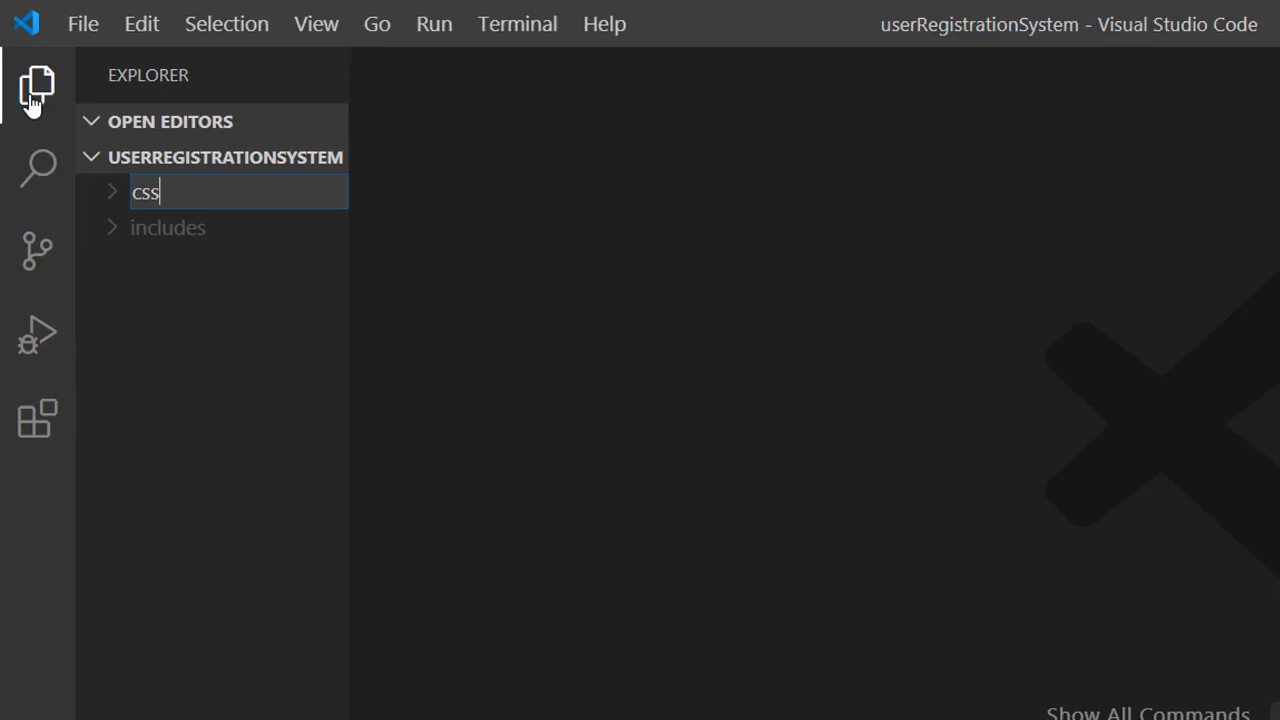 File Edit Selection View Go Run Terminal Help userRegistrationSystem - Visual Studio Code
EXPLORER
OPEN EDITORS
USERREGISTRATIONSYSTEM
css
includes
Show All Commands